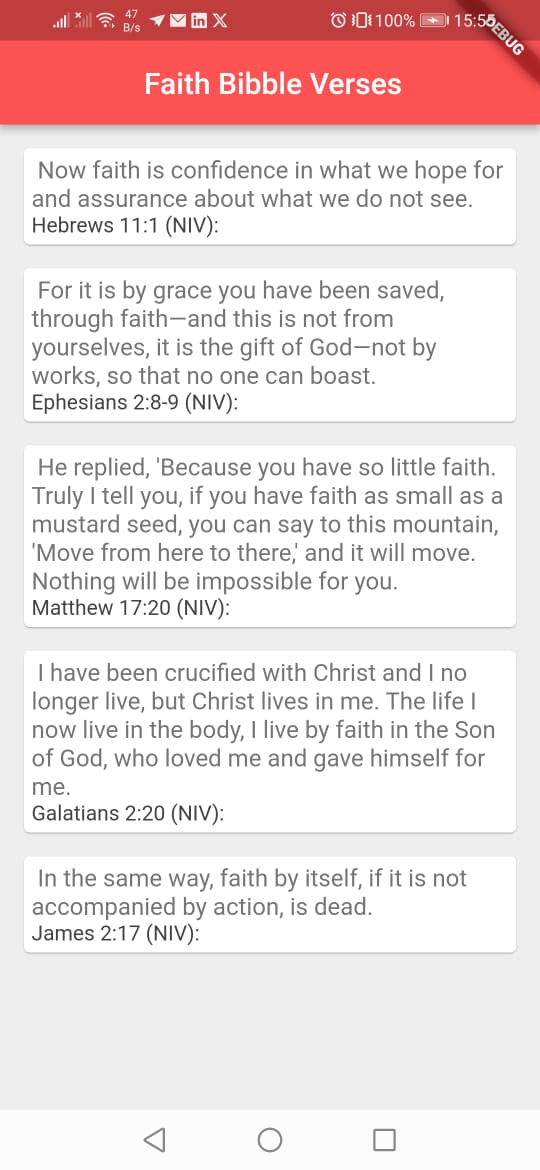 47
B/s
100%
15:55
DEBUG
Faith Bibble Verses
Now faith is confidence in what we hope for
and assurance about what we do not see.
Hebrews 11:1 (NIV):
For it is by grace you have been saved,
through faith—and this is not from
yourselves, it is the gift of God—not by
works, so that no one can boast.
Ephesians 2:8-9 (NIV):
He replied, 'Because you have so little faith.
Truly I tell you, if you have faith as small as a
mustard seed, you can say to this mountain,
'Move from here to there,' and it will move.
Nothing will be impossible for you.
Matthew 17:20 (NIV):
I have been crucified with Christ and I no
longer live, but Christ lives in me. The life I
now live in the body, I live by faith in the Son
of God, who loved me and gave himself for
me.
Galatians 2:20 (NIV):
In the same way, faith by itself, if it is not
accompanied by action, is dead.
James 2:17 (NIV):